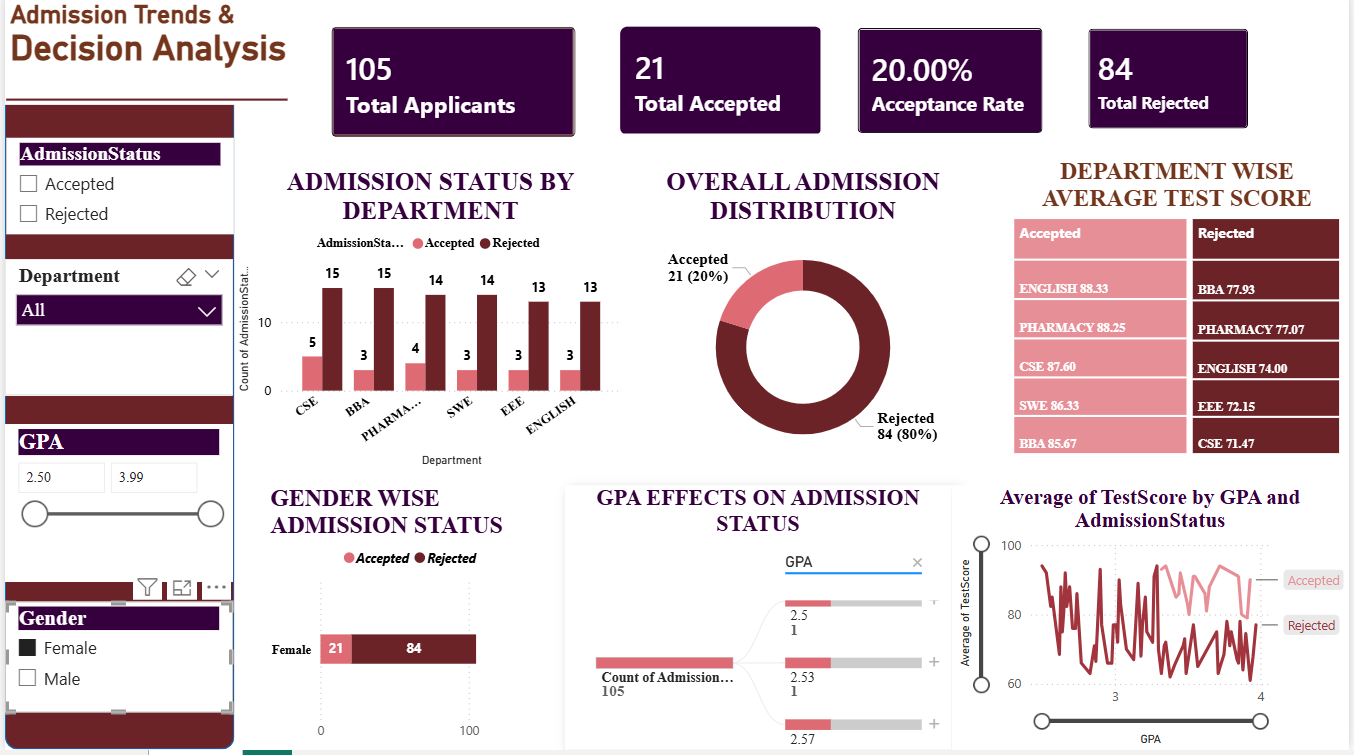 Admission Trends &
Decision Analysis
105
Total Applicants
21
Total Accepted
20.00%
Acceptance Rate
84
Total Rejected
AdmissionStatus
Accepted
Rejected
Department
All
GPA
2.50
3.99
Gender
Female
Male
ADMISSION STATUS BY
DEPARTMENT
AdmissionSta... Accepted Rejected
Count of AdmissionStat...
10
0
5
15
3
15
4
14
3
14
3
13
3
13
CSE
BBA
PHARMA...
SWE
EEE
ENGLISH
Department
OVERALL ADMISSION
DISTRIBUTION
Accepted
21 (20%)
Rejected
84 (80%)
DEPARTMENT WISE
AVERAGE TEST SCORE
Accepted
ENGLISH 88.33
PHARMACY 88.25
CSE 87.60
SWE 86.33
BBA 85.67
Rejected
BBA 77.93
PHARMACY 77.07
ENGLISH 74.00
EEE 72.15
CSE 71.47
GENDER WISE
ADMISSION STATUS
Accepted Rejected
Female
21
84
0
100
GPA EFFECTS ON ADMISSION
STATUS
GPA
Count of Admission...
105
2.5
1
2.53
1
2.57
Average of TestScore by GPA and
AdmissionStatus
Average of TestScore
100
80
60
Accepted
Rejected
3
4
GPA